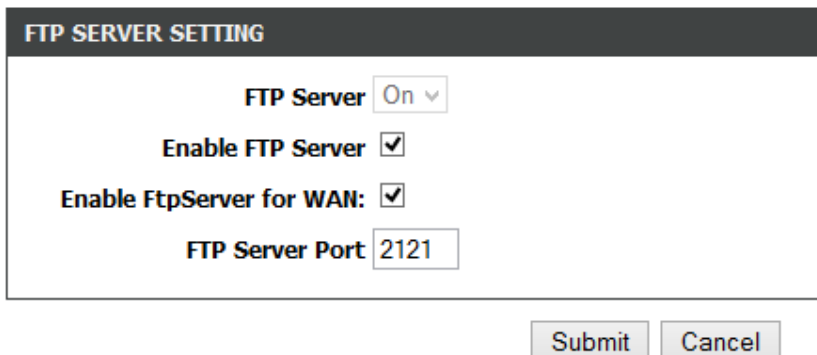 FTP SERVER SETTING
FTP Server On
Enable FTP Server
Enable FtpServer for WAN:
FTP Server Port 2121
Submit Cancel